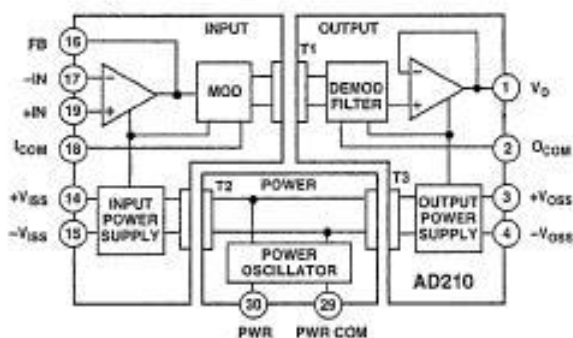 INPUT
OUTPUT
FB 16
T1
–IN 17
MOD
DEMOD FILTER
1 VO
+IN 19
ICOM 18
2 OCOM
T2 POWER T3
+VISS 14
INPUT POWER SUPPLY
OUTPUT POWER SUPPLY
3 +VOSS
–VISS 15
4 –VOSS
POWER OSCILLATOR
AD210
30 29
PWR PWR COM